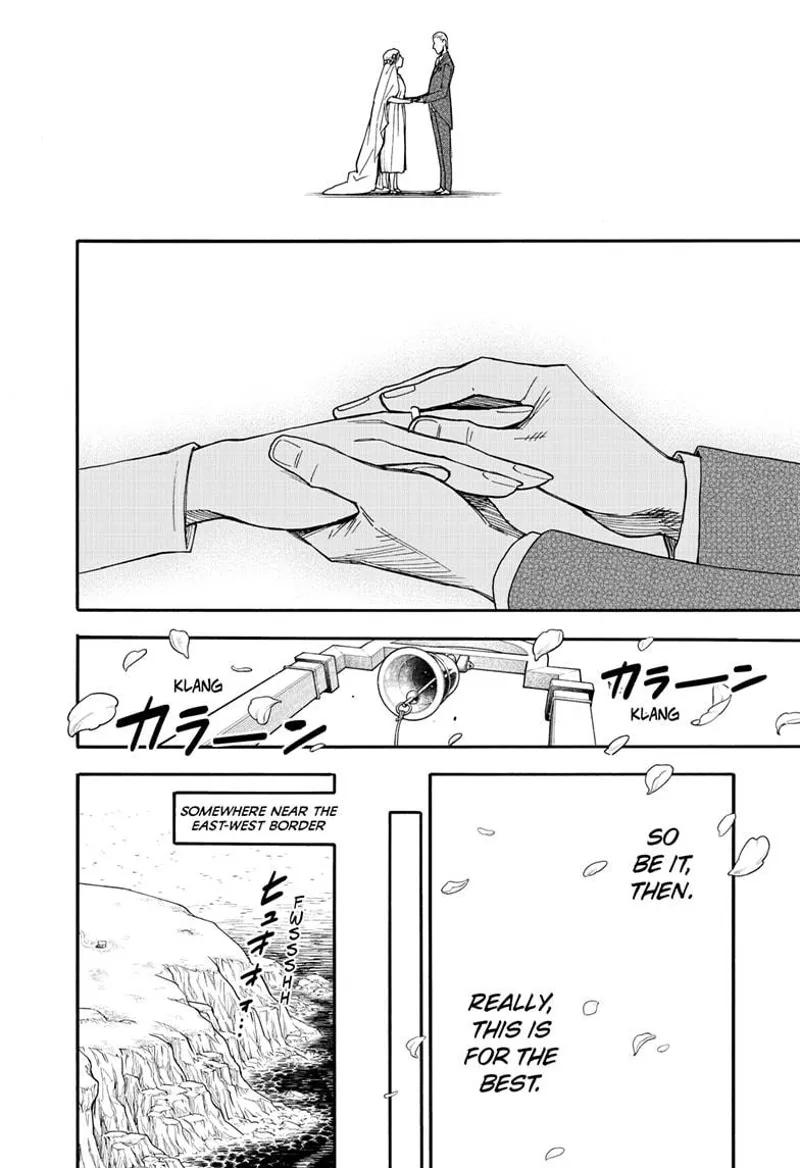 カラーン
KLANG
KLANG
カラーン
SO
BE IT,
THEN.
REALLY,
THIS IS
FOR THE
BEST.
SOMEWHERE NEAR THE
EAST-WEST BORDER
ヒュオオ・・・
FWSSSHH